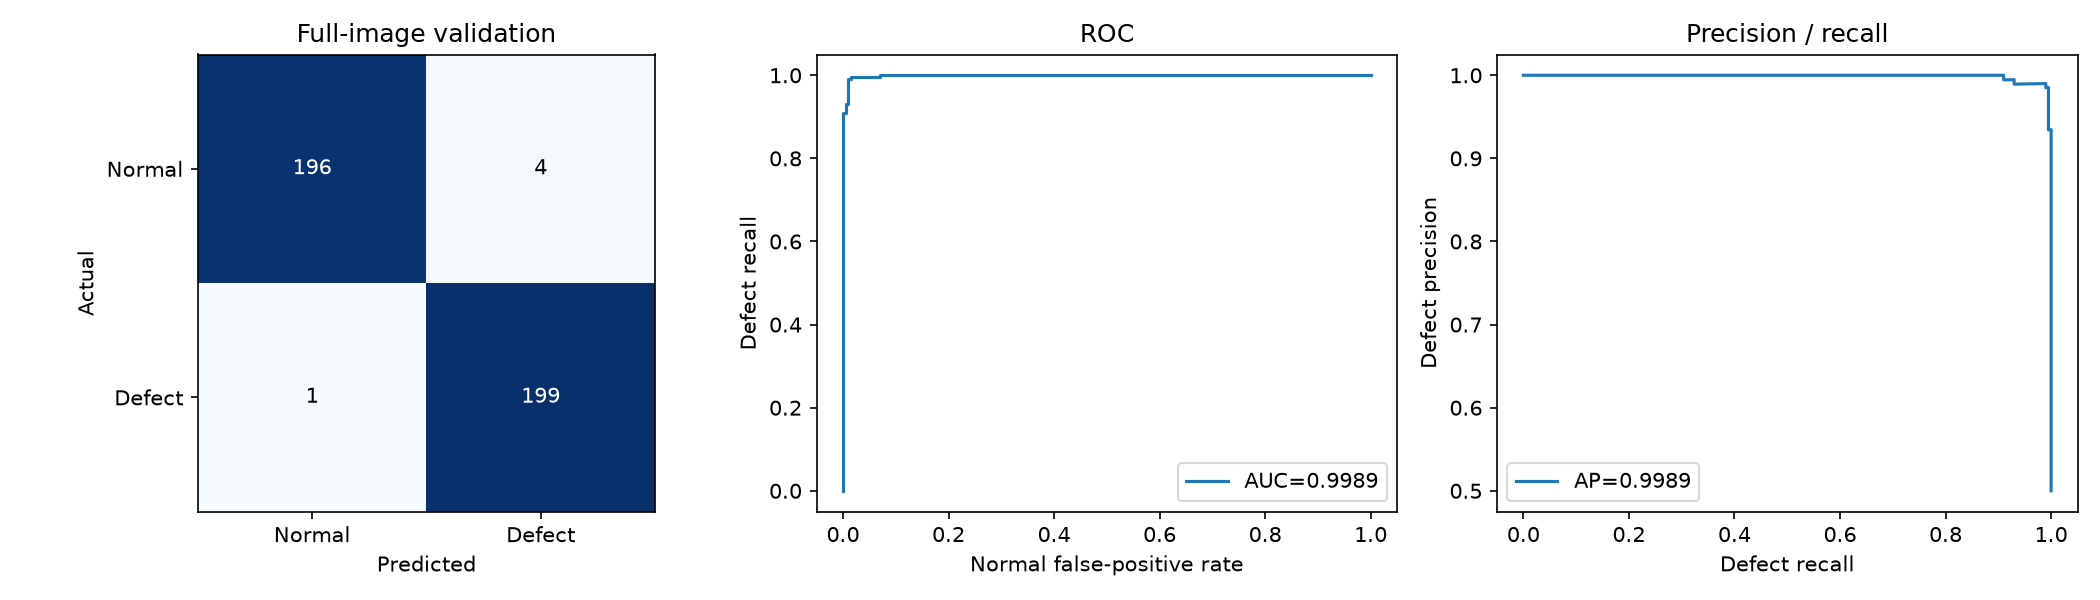 Full-image validation
Actual
Normal
Defect
196
4
1
199
Normal
Defect
Predicted
ROC
Defect recall
1.0
0.8
0.6
0.4
0.2
0.0
AUC=0.9989
0.0
0.2
0.4
0.6
0.8
1.0
Normal false-positive rate
Precision / recall
Defect precision
1.0
0.9
0.8
0.7
0.6
0.5
AP=0.9989
0.0
0.2
0.4
0.6
0.8
1.0
Defect recall